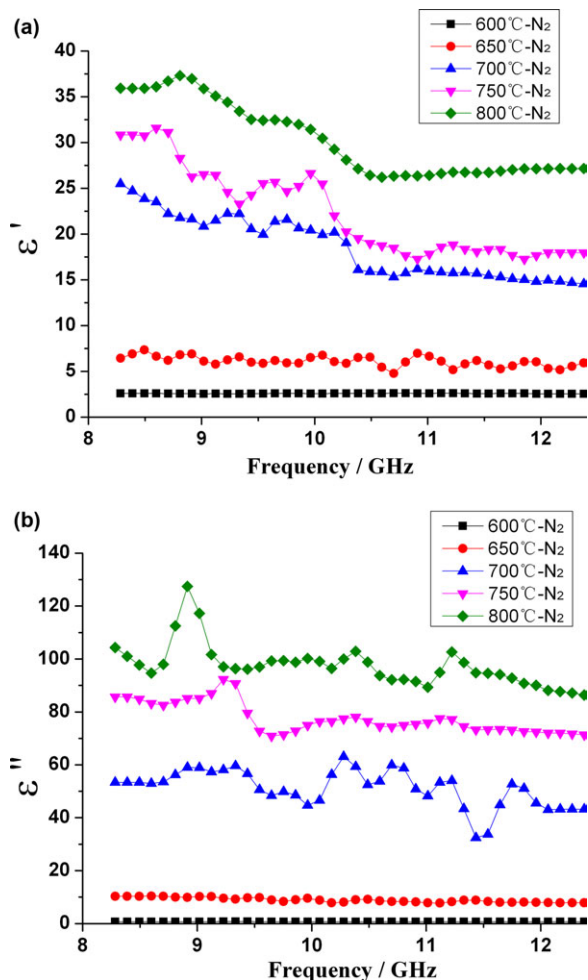 (a)
600℃-N₂
650℃-N₂
700℃-N₂
750℃-N₂
800℃-N₂
40
35
30
25
20
15
10
5
0
ε'
8 9 10 11 12
Frequency / GHz
(b)
600℃-N₂
650℃-N₂
700℃-N₂
750℃-N₂
800℃-N₂
140
120
100
80
60
40
20
0
ε"
8 9 10 11 12
Frequency / GHz